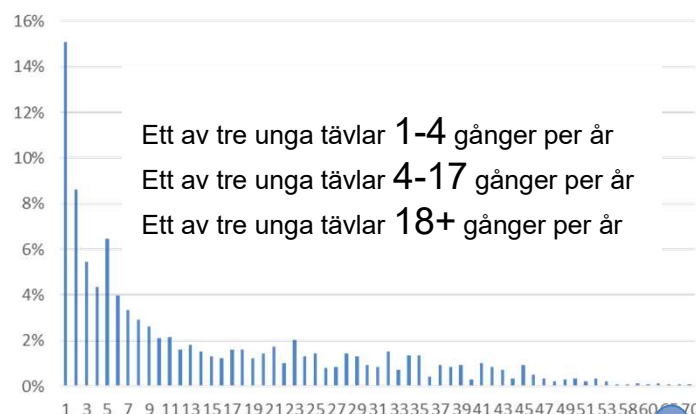 16%
14%
12%
10%
8%
6%
4%
2%
0%
Ett av tre unga tävlar 1-4 gånger per år
Ett av tre unga tävlar 4-17 gånger per år
Ett av tre unga tävlar 18+ gånger per år
1 3 5 7 9 11 13 15 17 19 21 23 25 27 29 31 33 35 37 39 41 43 45 47 49 51 53 58 60